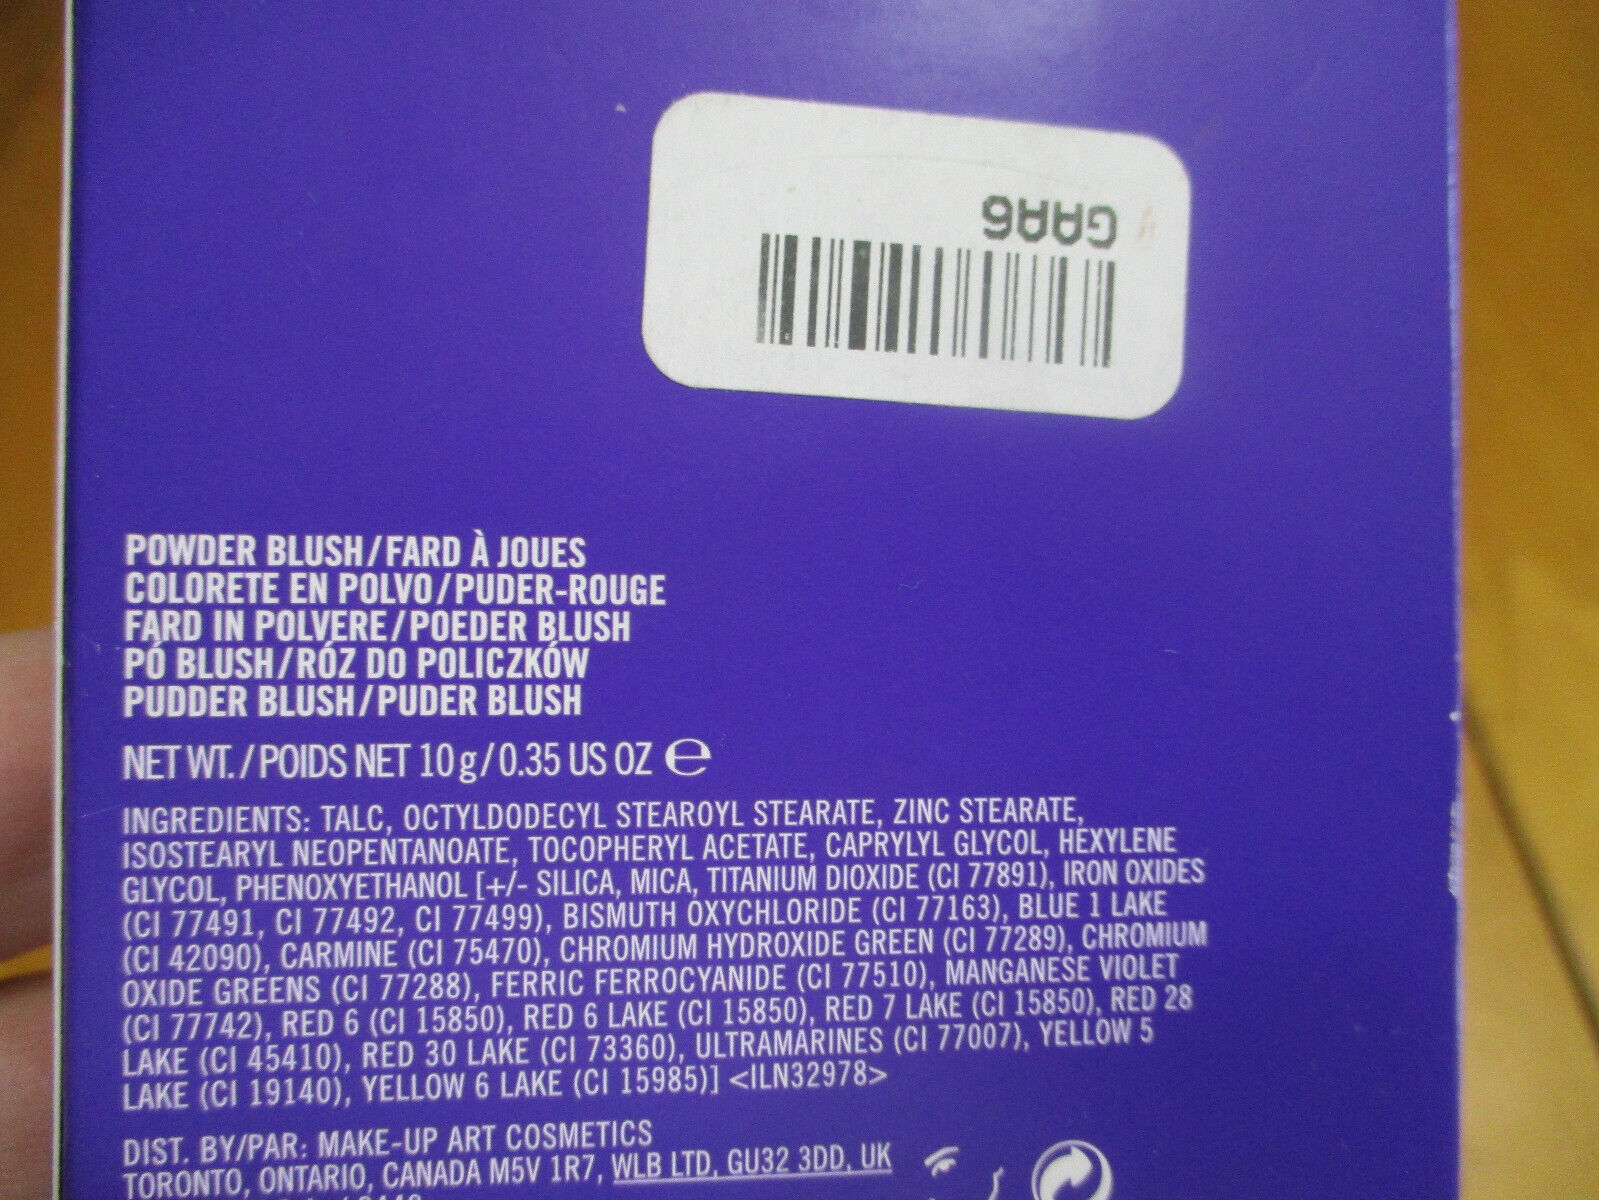 GAA6
POWDER BLUSH/FARD À JOUES
COLORETE EN POLVO/PUDER-ROUGE
FARD IN POLVERE/POEDER BLUSH
PÓ BLUSH/RÓŻ DO POLICZKÓW
PUDDER BLUSH/PUDER BLUSH
NET WT./POIDS NET 10 g/0.35 US OZ ℮
INGREDIENTS: TALC, OCTYLDODECYL STEAROYL STEARATE, ZINC STEARATE,
ISOSTEARYL NEOPENTANOATE, TOCOPHERYL ACETATE, CAPRYLYL GLYCOL, HEXYLENE
GLYCOL, PHENOXYETHANOL [+/- SILICA, MICA, TITANIUM DIOXIDE (CI 77891), IRON OXIDES
(CI 77491, CI 77492, CI 77499), BISMUTH OXYCHLORIDE (CI 77163), BLUE 1 LAKE
(CI 42090), CARMINE (CI 75470), CHROMIUM HYDROXIDE GREEN (CI 77289), CHROMIUM
OXIDE GREENS (CI 77288), FERRIC FERROCYANIDE (CI 77510), MANGANESE VIOLET
(CI 77742), RED 6 (CI 15850), RED 6 LAKE (CI 15850), RED 7 LAKE (CI 15850), RED 28
LAKE (CI 45410), RED 30 LAKE (CI 73360), ULTRAMARINES (CI 77007), YELLOW 5
LAKE (CI 19140), YELLOW 6 LAKE (CI 15985)] <ILN32978>
DIST. BY/PAR: MAKE-UP ART COSMETICS
TORONTO, ONTARIO, CANADA M5V 1R7, WLB LTD, GU32 3DD, UK